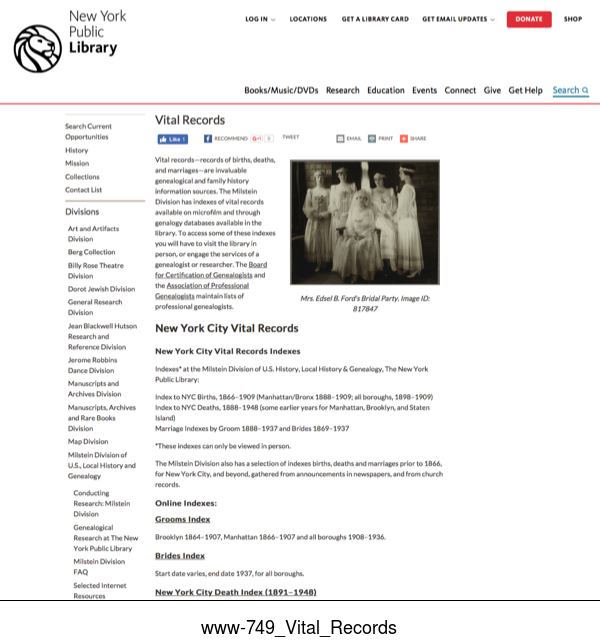 New York
Public
Library
LOG IN
LOCATIONS
GET A LIBRARY CARD
GET EMAIL UPDATES
DONATE
SHOP
Books/Music/DVDs Research Education Events Connect Give Get Help Search
Search Current
Opportunities
History
Mission
Collections
Contact List
Divisions
Art and Artifacts
Division
Berg Collection
Billy Rose Theatre
Division
Dorot Jewish Division
General Research
Division
Jean Blackwell Hutson
Research and
Reference Division
Jerome Robbins
Dance Division
Manuscripts and
Archives Division
Manuscripts, Archives
and Rare Books
Division
Map Division
Milstein Division of
U.S., Local History and
Genealogy
Conducting
Research: Milstein
Division
Genealogical
Research at The New
York Public Library
Milstein Division
FAQ
Selected Internet
Resources
Vital Records
Like 1
RECOMMEND
TWEET
EMAIL
PRINT
SHARE
Vital records—records of births, deaths,
and marriages—are invaluable
genealogical and family history
information sources. The Milstein
Division has indexes of vital records
available on microfilm and through
genalogy databases available in the
library. To access some of these indexes
you will have to visit the library in
person, or engage the services of a
genealogist or researcher. The Board
for Certification of Genealogists and
the Association of Professional
Genealogists maintain lists of
professional genealogists.
Mrs. Edsel B. Ford's Bridal Party. Image ID:
817847
New York City Vital Records
New York City Vital Records Indexes
Indexes* at the Milstein Division of U.S. History, Local History & Genealogy, The New York
Public Library:
Index to NYC Births, 1866-1909 (Manhattan/Bronx 1888-1909; all boroughs, 1898-1909)
Index to NYC Deaths, 1888-1948 (some earlier years for Manhattan, Brooklyn, and Staten
Island)
Marriage Indexes by Groom 1888-1937 and Brides 1869-1937
*These indexes can only be viewed in person.
The Milstein Division also has a selection of indexes births, deaths and marriages prior to 1866,
for New York City, and beyond, gathered from announcements in newspapers, and from church
records.
Online Indexes:
Grooms Index
Brooklyn 1864-1907, Manhattan 1866-1907 and all boroughs 1908-1936.
Brides Index
Start date varies, end date 1937, for all boroughs.
New York City Death Index (1891-1948)
www-749_Vital_Records